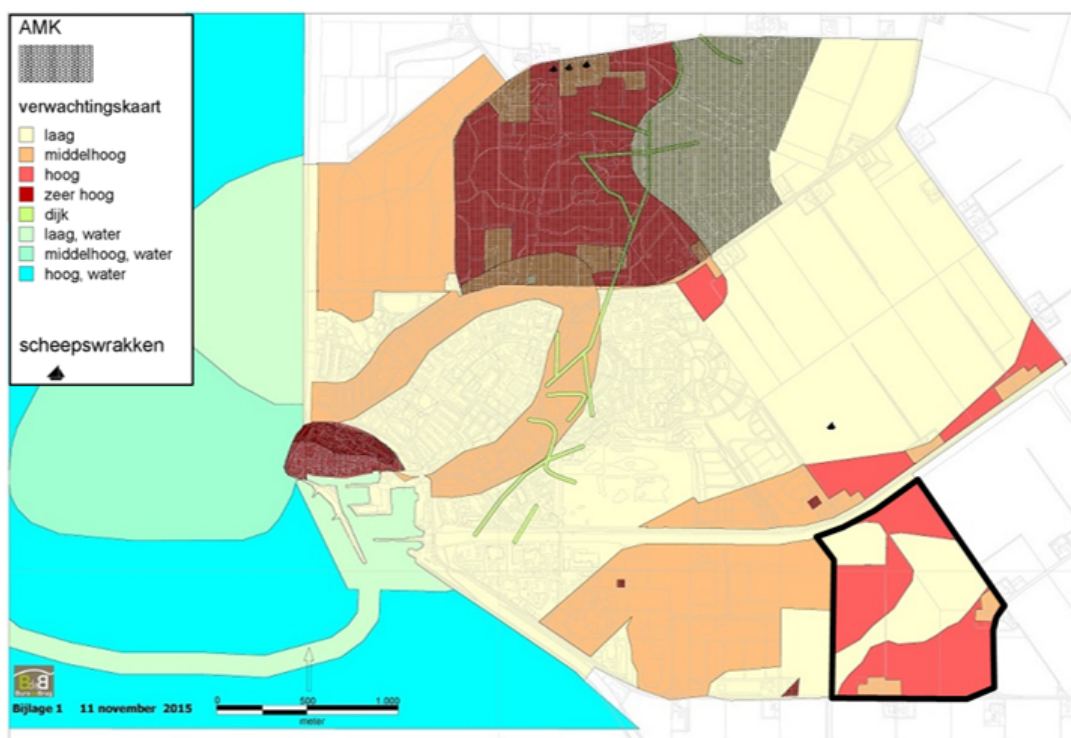 AMK
verwachtingskaart
laag
middelhoog
hoog
zeer hoog
dijk
laag, water
middelhoog, water
hoog, water
scheepswrakken
B&B
Bijlage 1 11 november 2015
0 500 1.000
meter